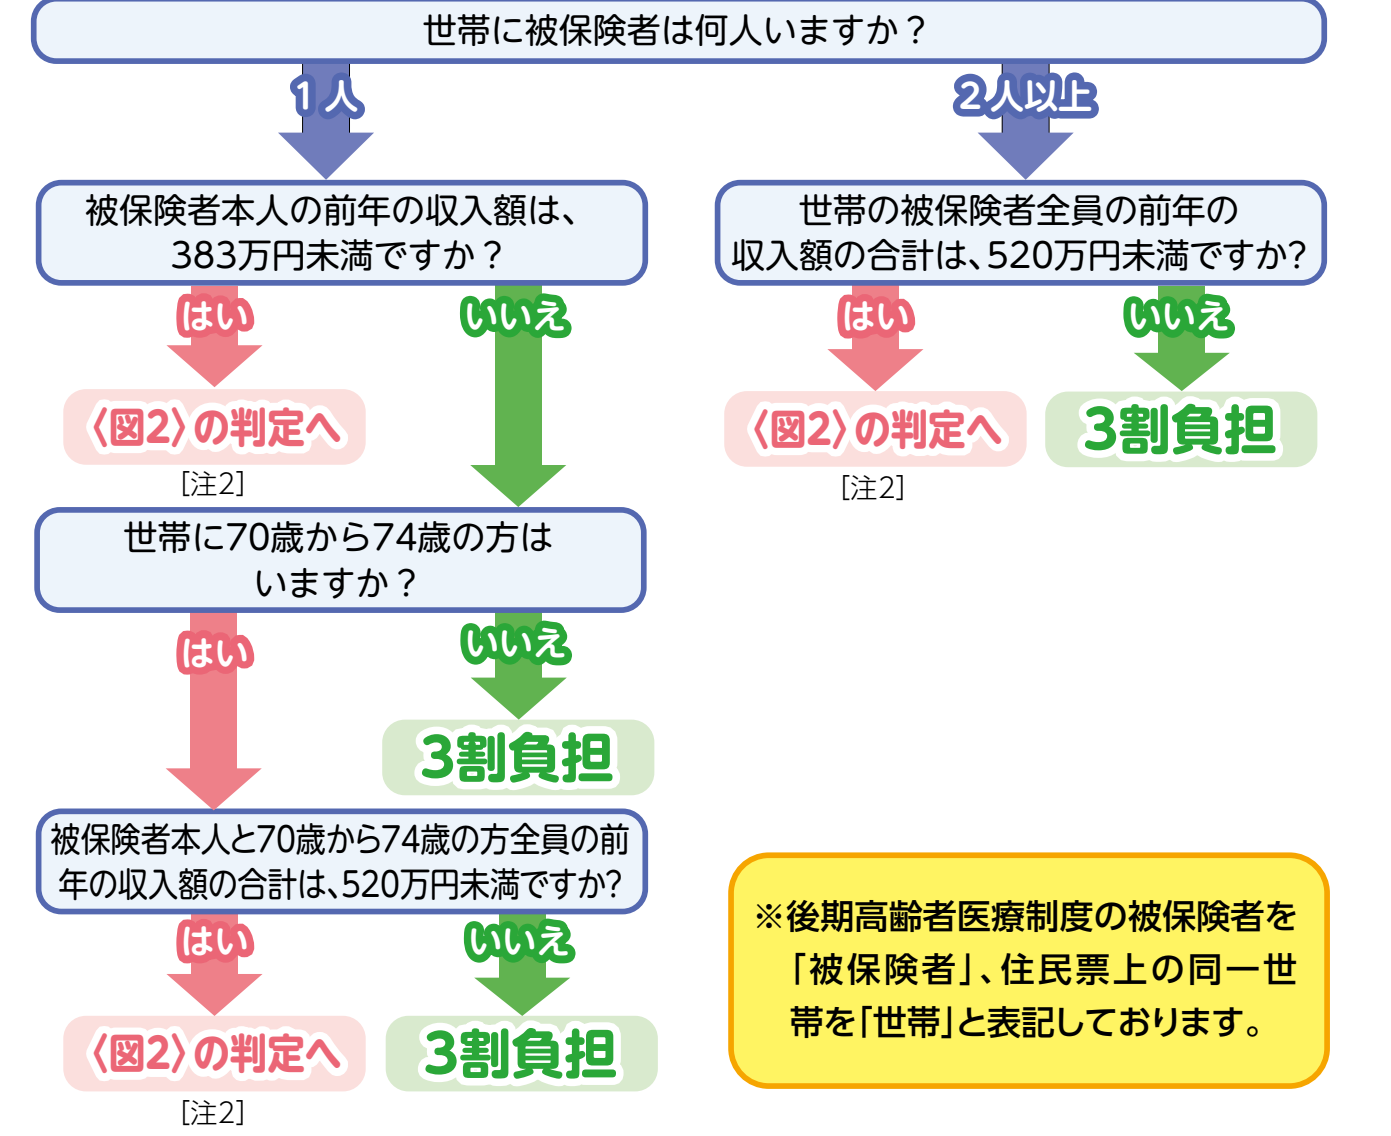 世帯に被保険者は何人いますか？
1人
2人以上
被保険者本人の前年の収入額は、
383万円未満ですか？
世帯の被保険者全員の前年の
収入額の合計は、520万円未満ですか?
はい
いいえ
はい
いいえ
〈図2〉の判定へ
[注2]
〈図2〉の判定へ
[注2]
3割負担
世帯に70歳から74歳の方は
いますか？
はい
いいえ
3割負担
被保険者本人と70歳から74歳の方全員の前
年の収入額の合計は、520万円未満ですか?
はい
いいえ
〈図2〉の判定へ
[注2]
3割負担
※後期高齢者医療制度の被保険者を
「被保険者」、住民票上の同一世
帯を「世帯」と表記しております。